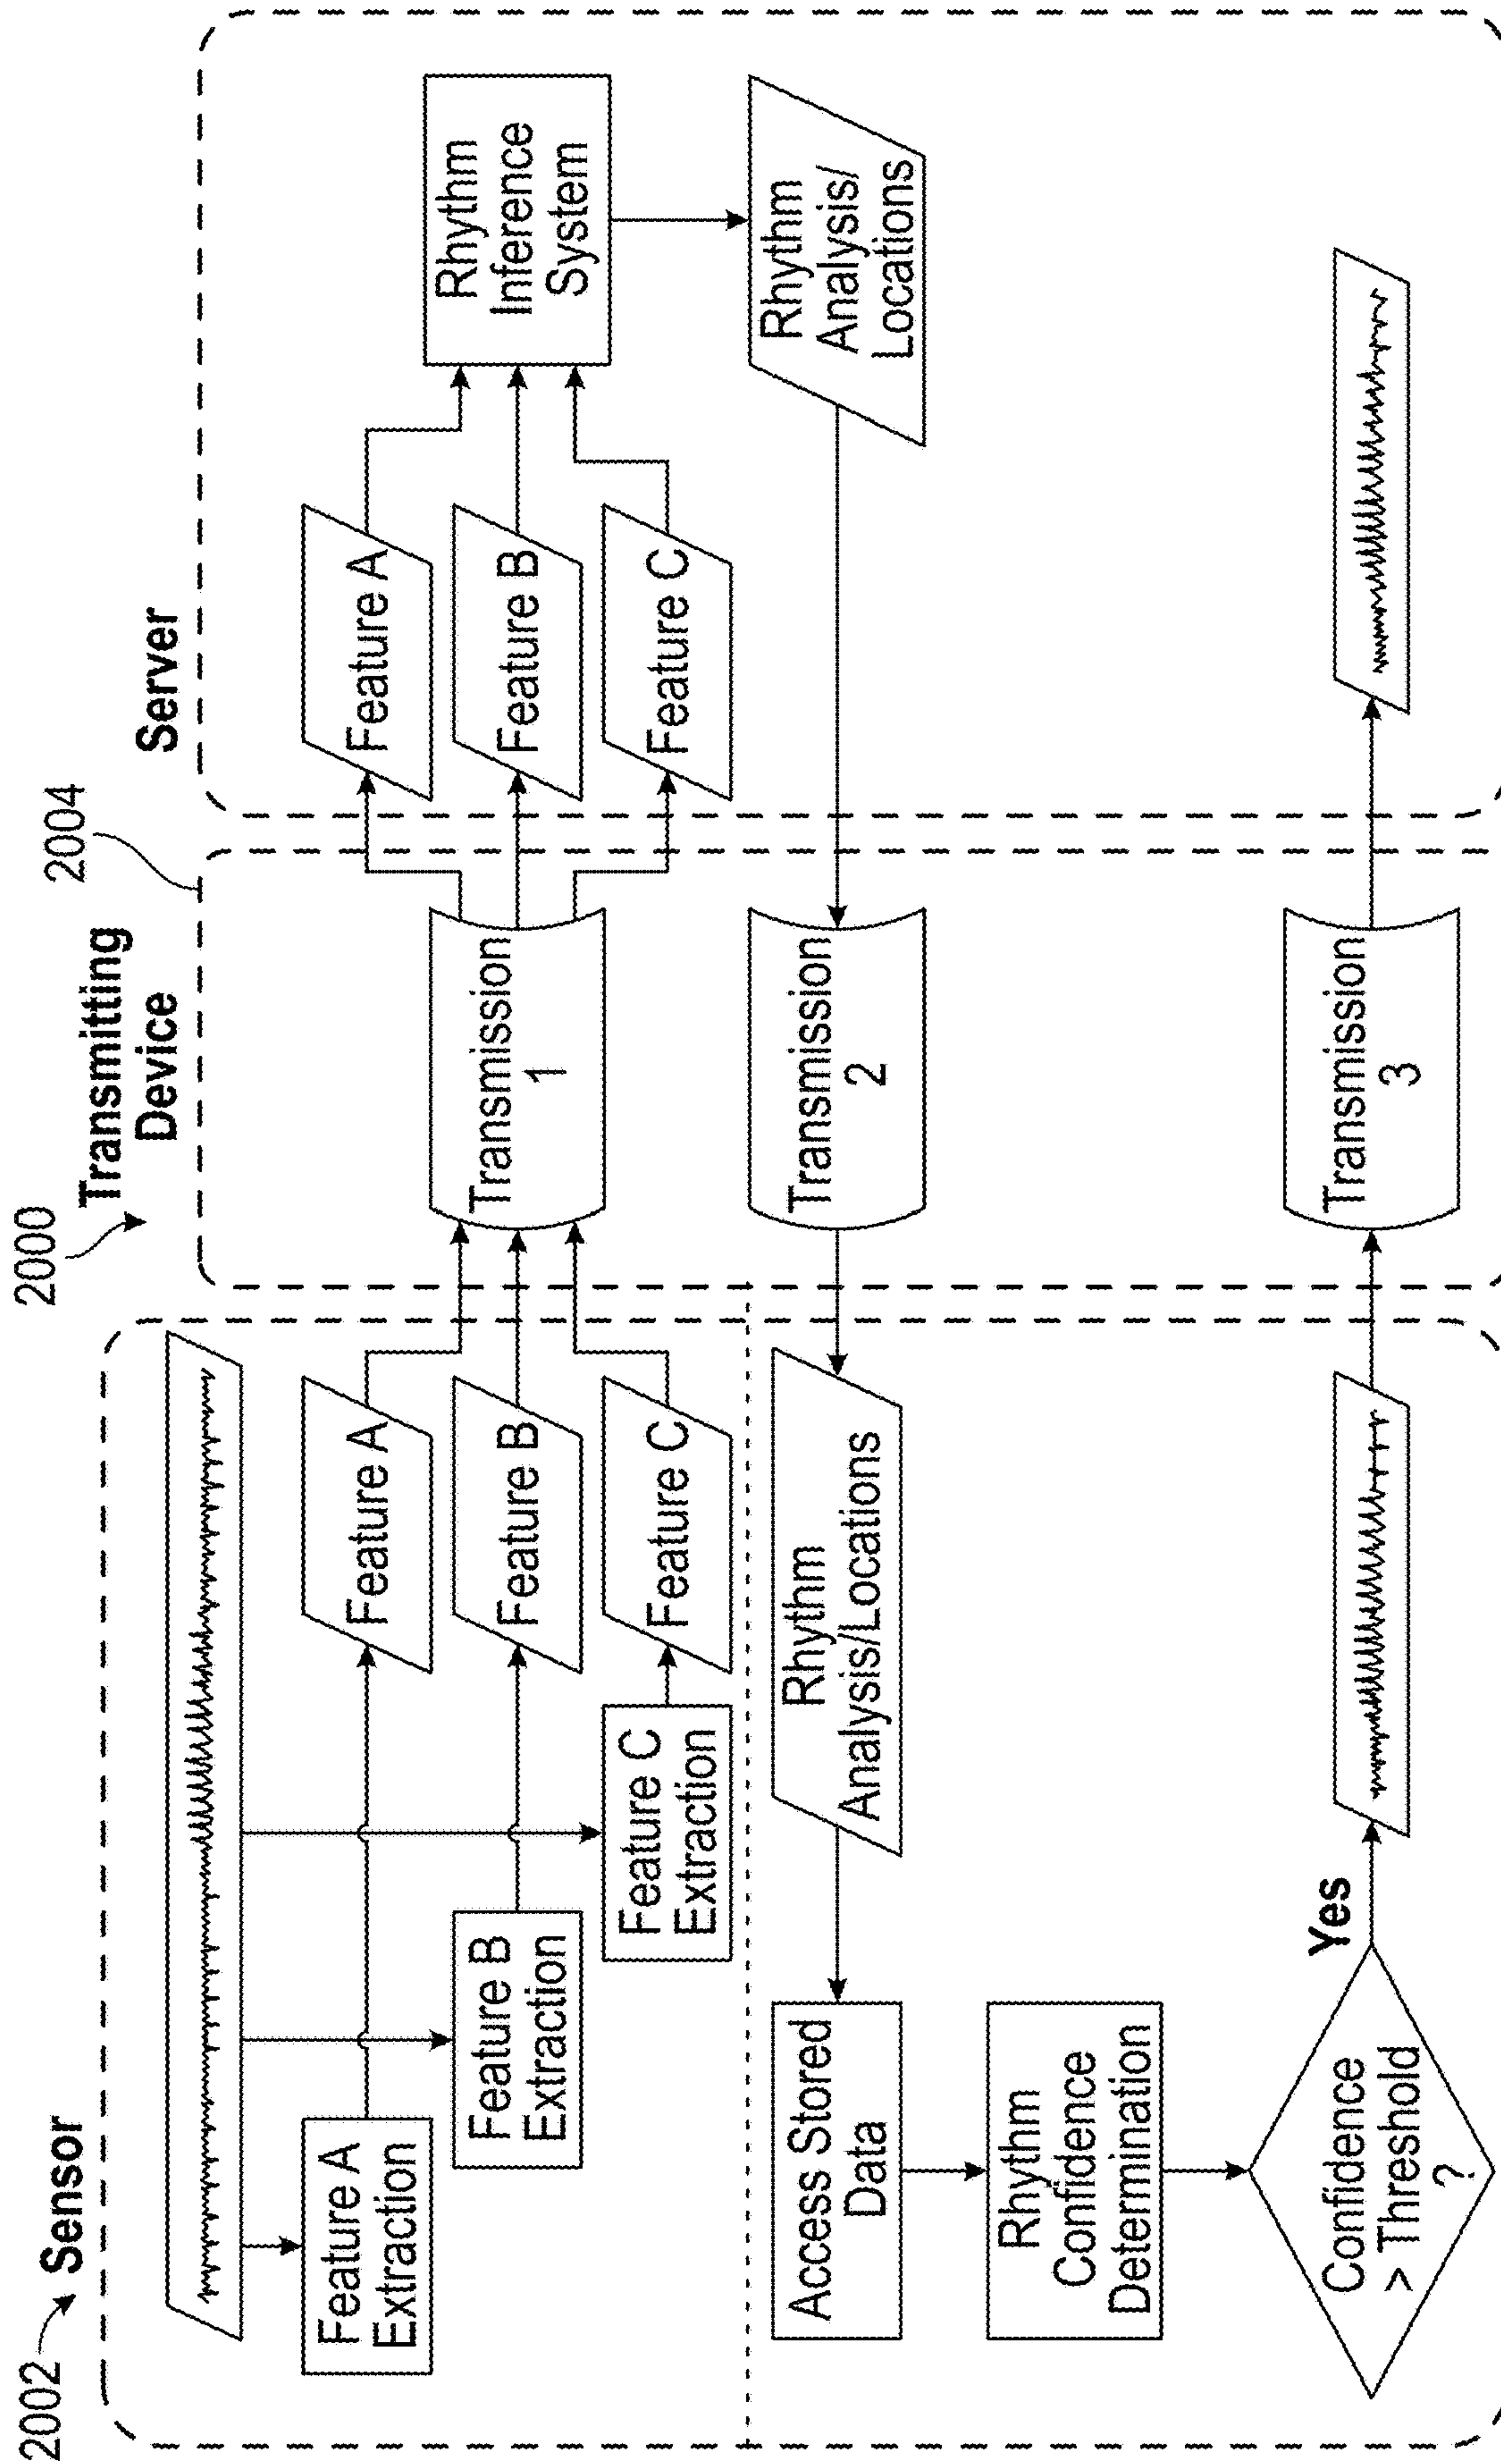 2000
Transmitting
Device
2004
Server
2002
Sensor
Feature A
Extraction
Feature B
Extraction
Feature C
Extraction
Feature A
Feature B
Feature C
Transmission
1
Feature A
Feature B
Feature C
Rhythm
Inference
System
Rhythm
Analysis/
Locations
Transmission
2
Rhythm
Analysis/Locations
Access Stored
Data
Rhythm
Confidence
Determination
Confidence
> Threshold
?
Yes
Transmission
3